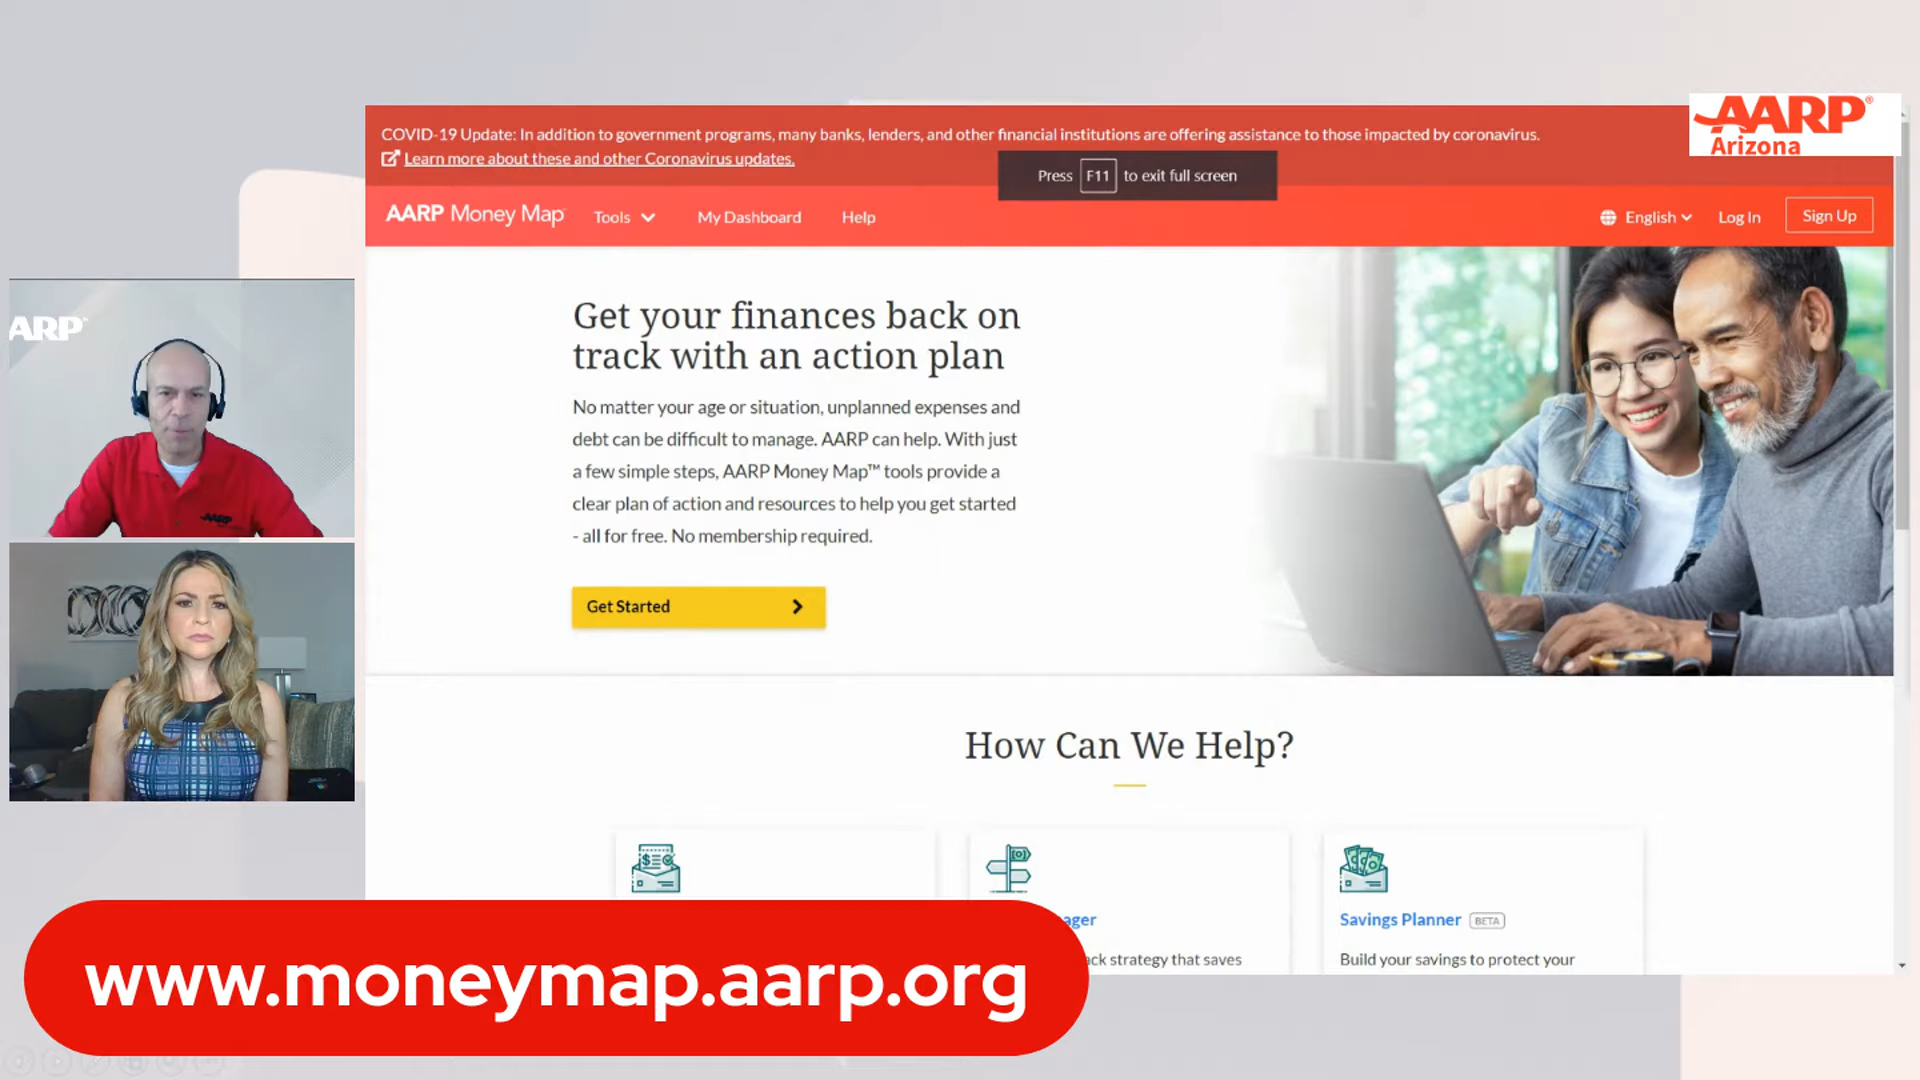 COVID-19 Update: In addition to government programs, many banks, lenders, and other financial institutions are offering assistance to those impacted by coronavirus.
Learn more about these and other Coronavirus updates.
AARP®
Arizona
Press F11 to exit full screen
AARP Money Map™
Tools
My Dashboard
Help
English
Log In
Sign Up
Get your finances back on
track with an action plan
No matter your age or situation, unplanned expenses and
debt can be difficult to manage. AARP can help. With just
a few simple steps, AARP Money Map™ tools provide a
clear plan of action and resources to help you get started
- all for free. No membership required.
Get Started
ARP™
AARP
How Can We Help?
ager
Savings Planner BETA
ack strategy that saves
Build your savings to protect your
www.moneymap.aarp.org